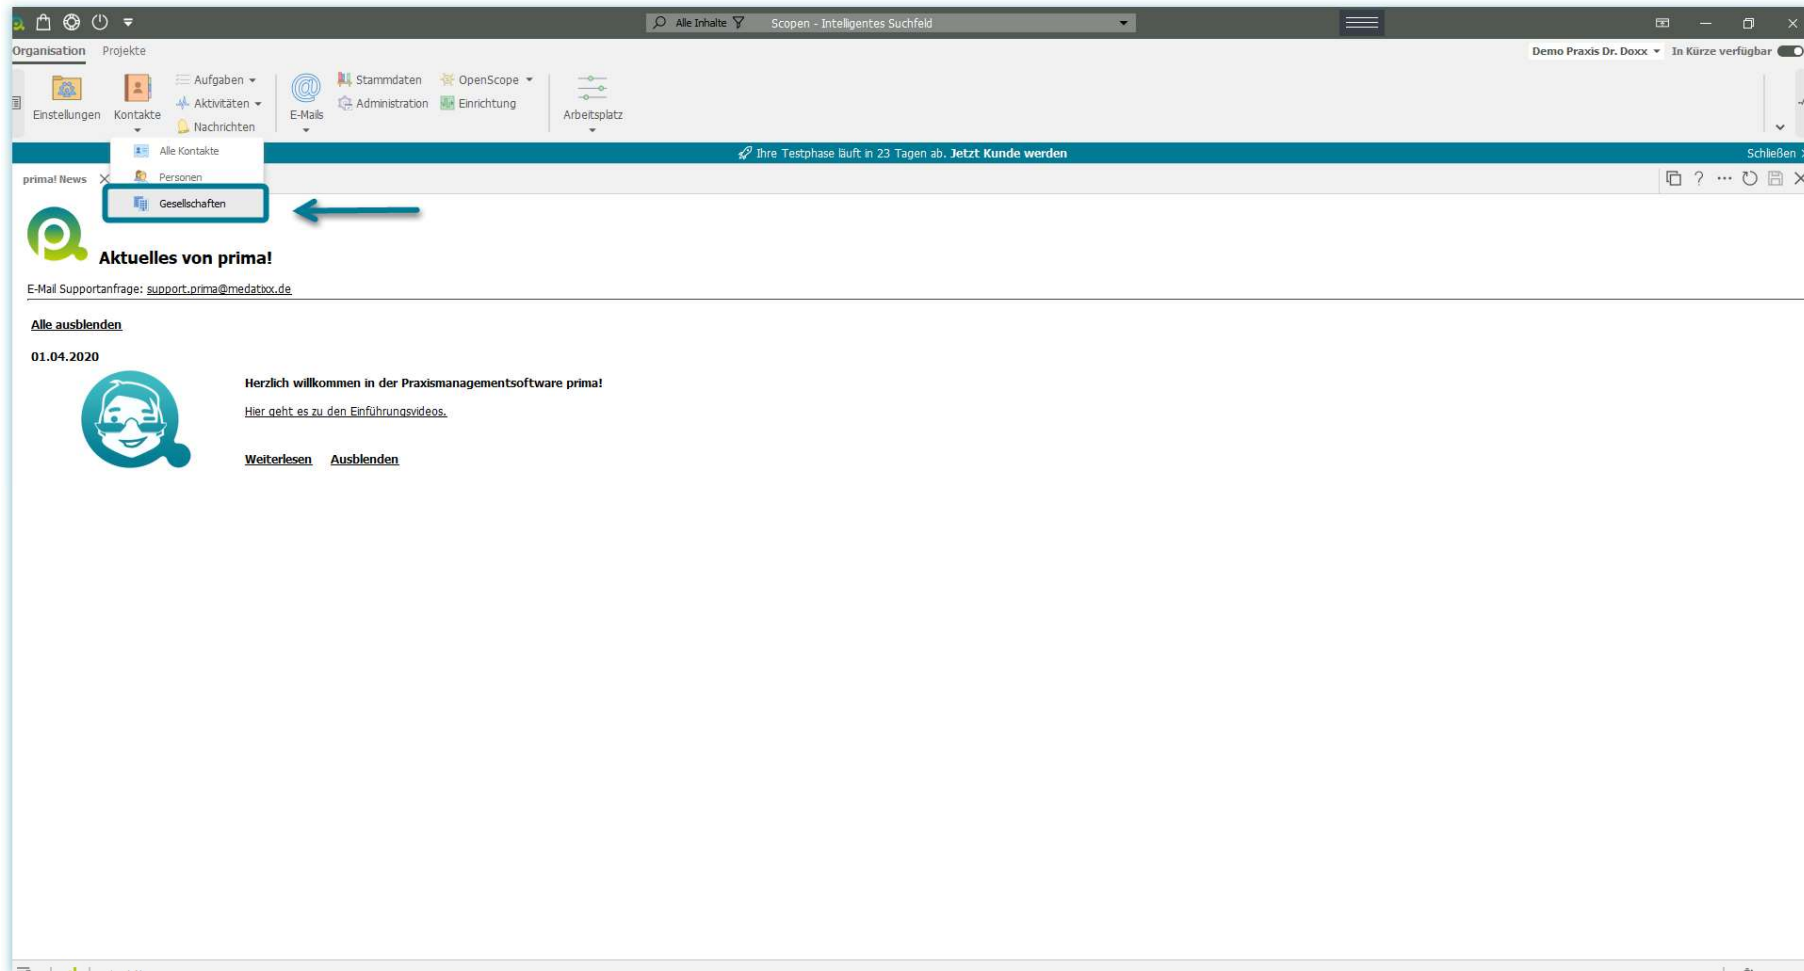 Alle Inhalte Scopen - Intelligentes Suchfeld
Organisation Projekte
Demo Praxis Dr. Doxx In Kürze verfügbar
Einstellungen
Kontakte
Aufgaben
Aktivitäten
Nachrichten
E-Mails
Stammdaten
Administration
OpenScope
Einrichtung
Arbeitsplatz
Alle Kontakte
Personen
Gesellschaften
Ihre Testphase läuft in 23 Tagen ab. Jetzt Kunde werden
Schließen
prima! News
Aktuelles von prima!
E-Mail Supportanfrage: support.prima@medatixx.de
Alle ausblenden
01.04.2020
Herzlich willkommen in der Praxismanagementsoftware prima!
Hier geht es zu den Einführungsvideos.
Weiterlesen Ausblenden